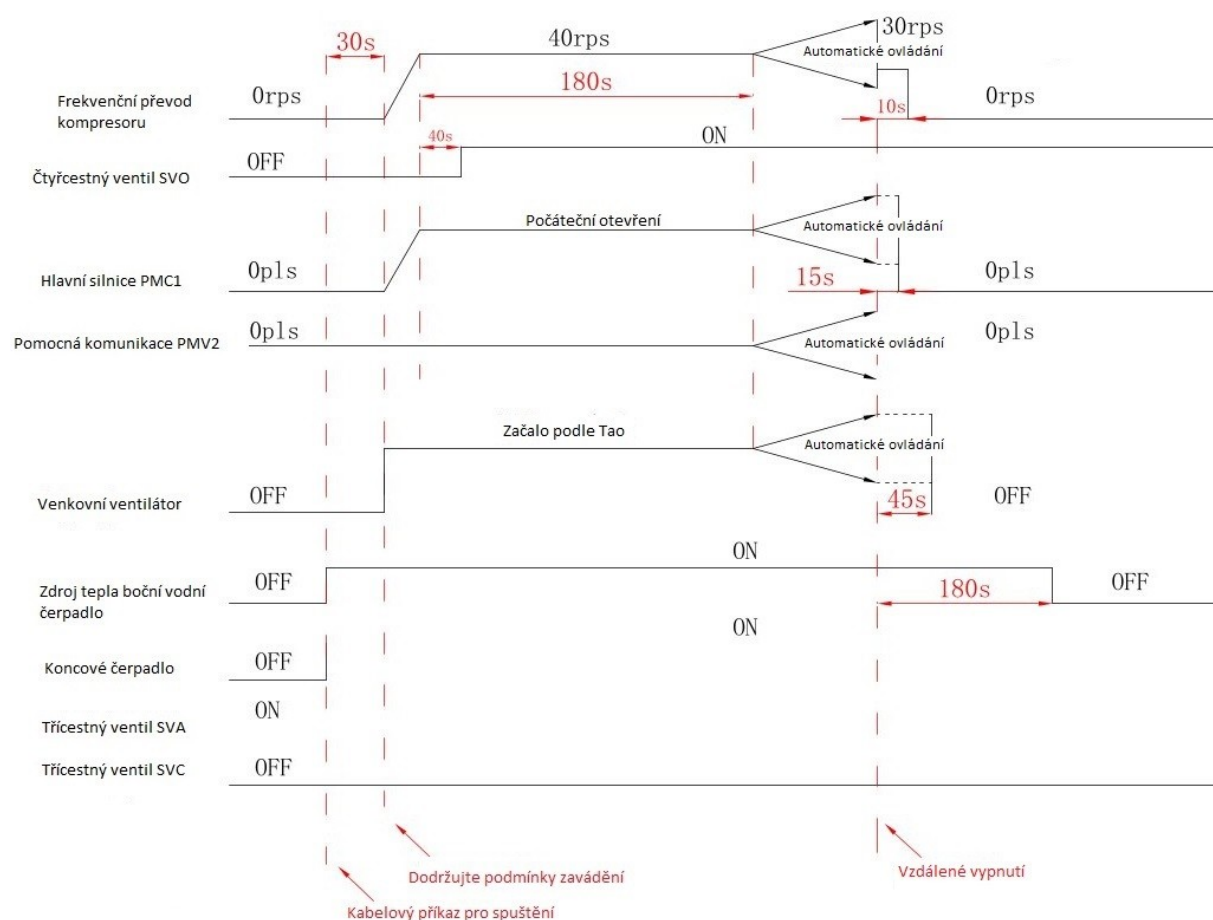 30s
40rps
30rps
Automatické ovládání
180s
Frekvenční převod
kompresoru
0rps
10s
0rps
40s
ON
Čtyřcestný ventil SVO
OFF
Počáteční otevření
Automatické ovládání
Hlavní silnice PMC1
0pls
15s
0pls
Pomocná komunikace PMV2
0pls
Automatické ovládání
0pls
Začalo podle Tao
Automatické ovládání
Venkovní ventilátor
OFF
45s
OFF
ON
Zdroj tepla boční vodní
čerpadlo
OFF
180s
OFF
ON
Koncové čerpadlo
OFF
Třícestný ventil SVA
ON
Třícestný ventil SVC
OFF
Dodržujte podmínky zavádění
Vzdálené vypnutí
Kabelový příkaz pro spuštění